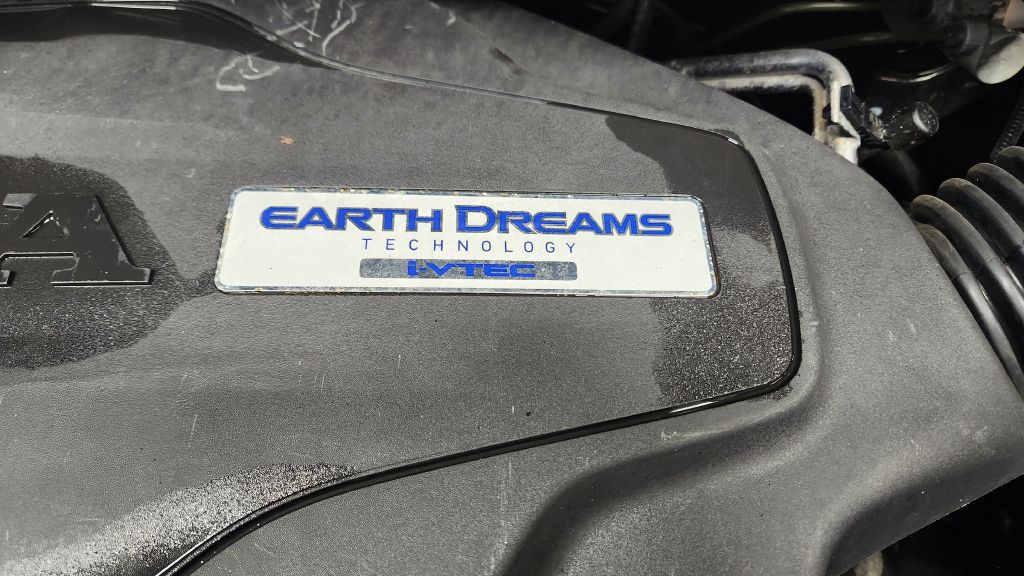 A
EARTH DREAMS
TECHNOLOGY
i-VTEC